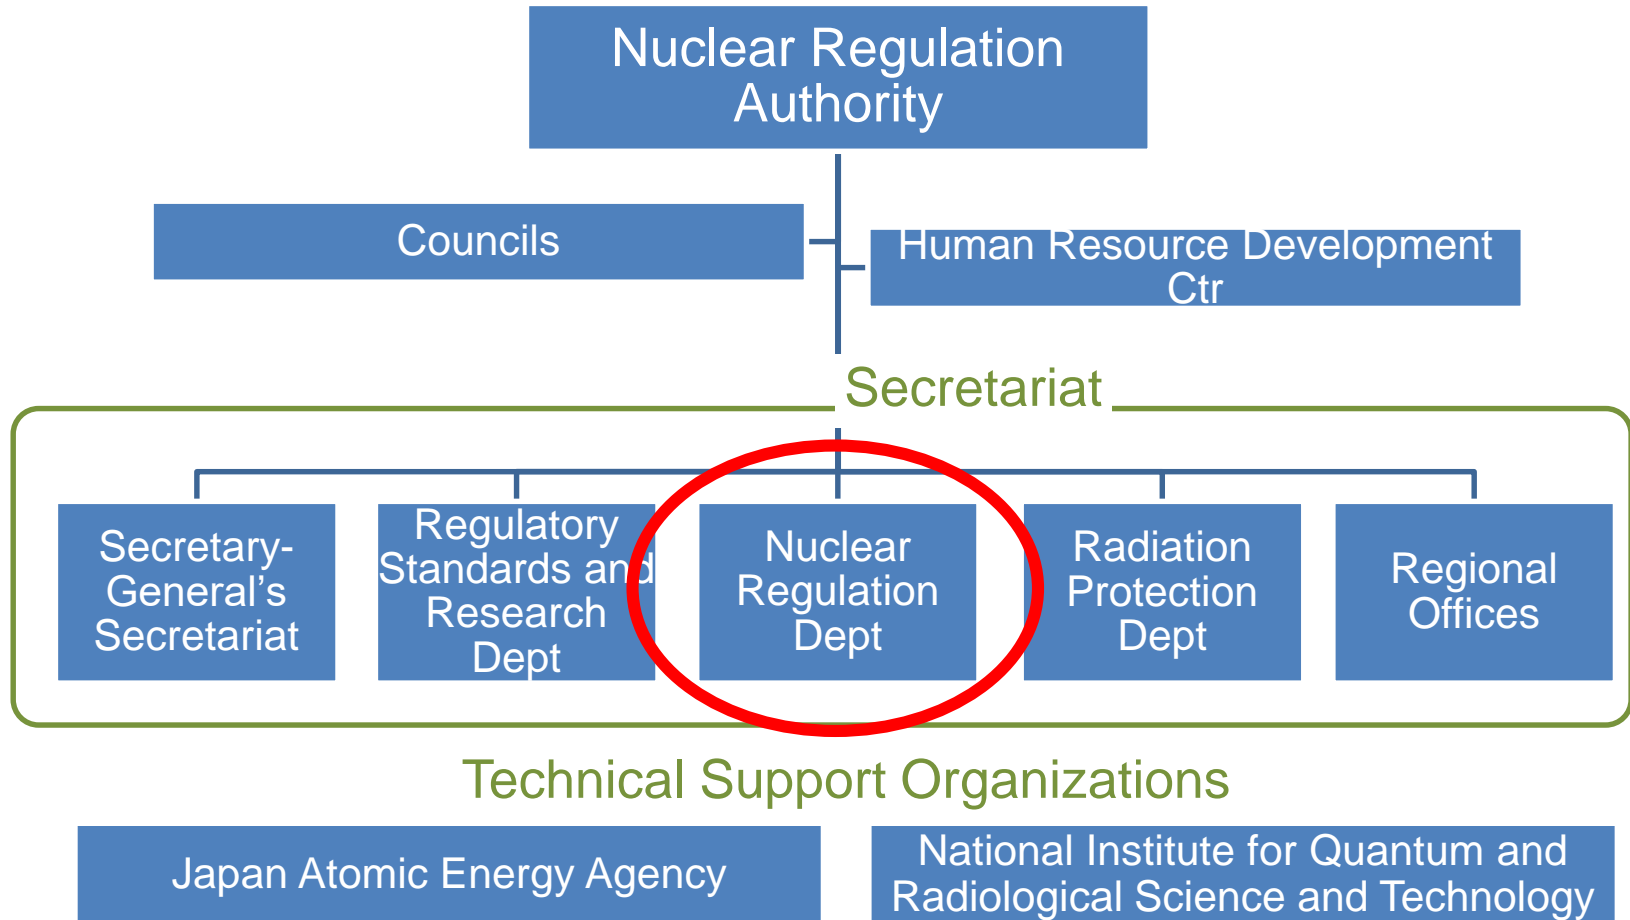 Nuclear Regulation
Authority
Councils
Human Resource Development
Ctr
Secretariat
Secretary-
General’s
Secretariat
Regulatory
Standards and
Research
Dept
Nuclear
Regulation
Dept
Radiation
Protection
Dept
Regional
Offices
Technical Support Organizations
Japan Atomic Energy Agency
National Institute for Quantum and
Radiological Science and Technology